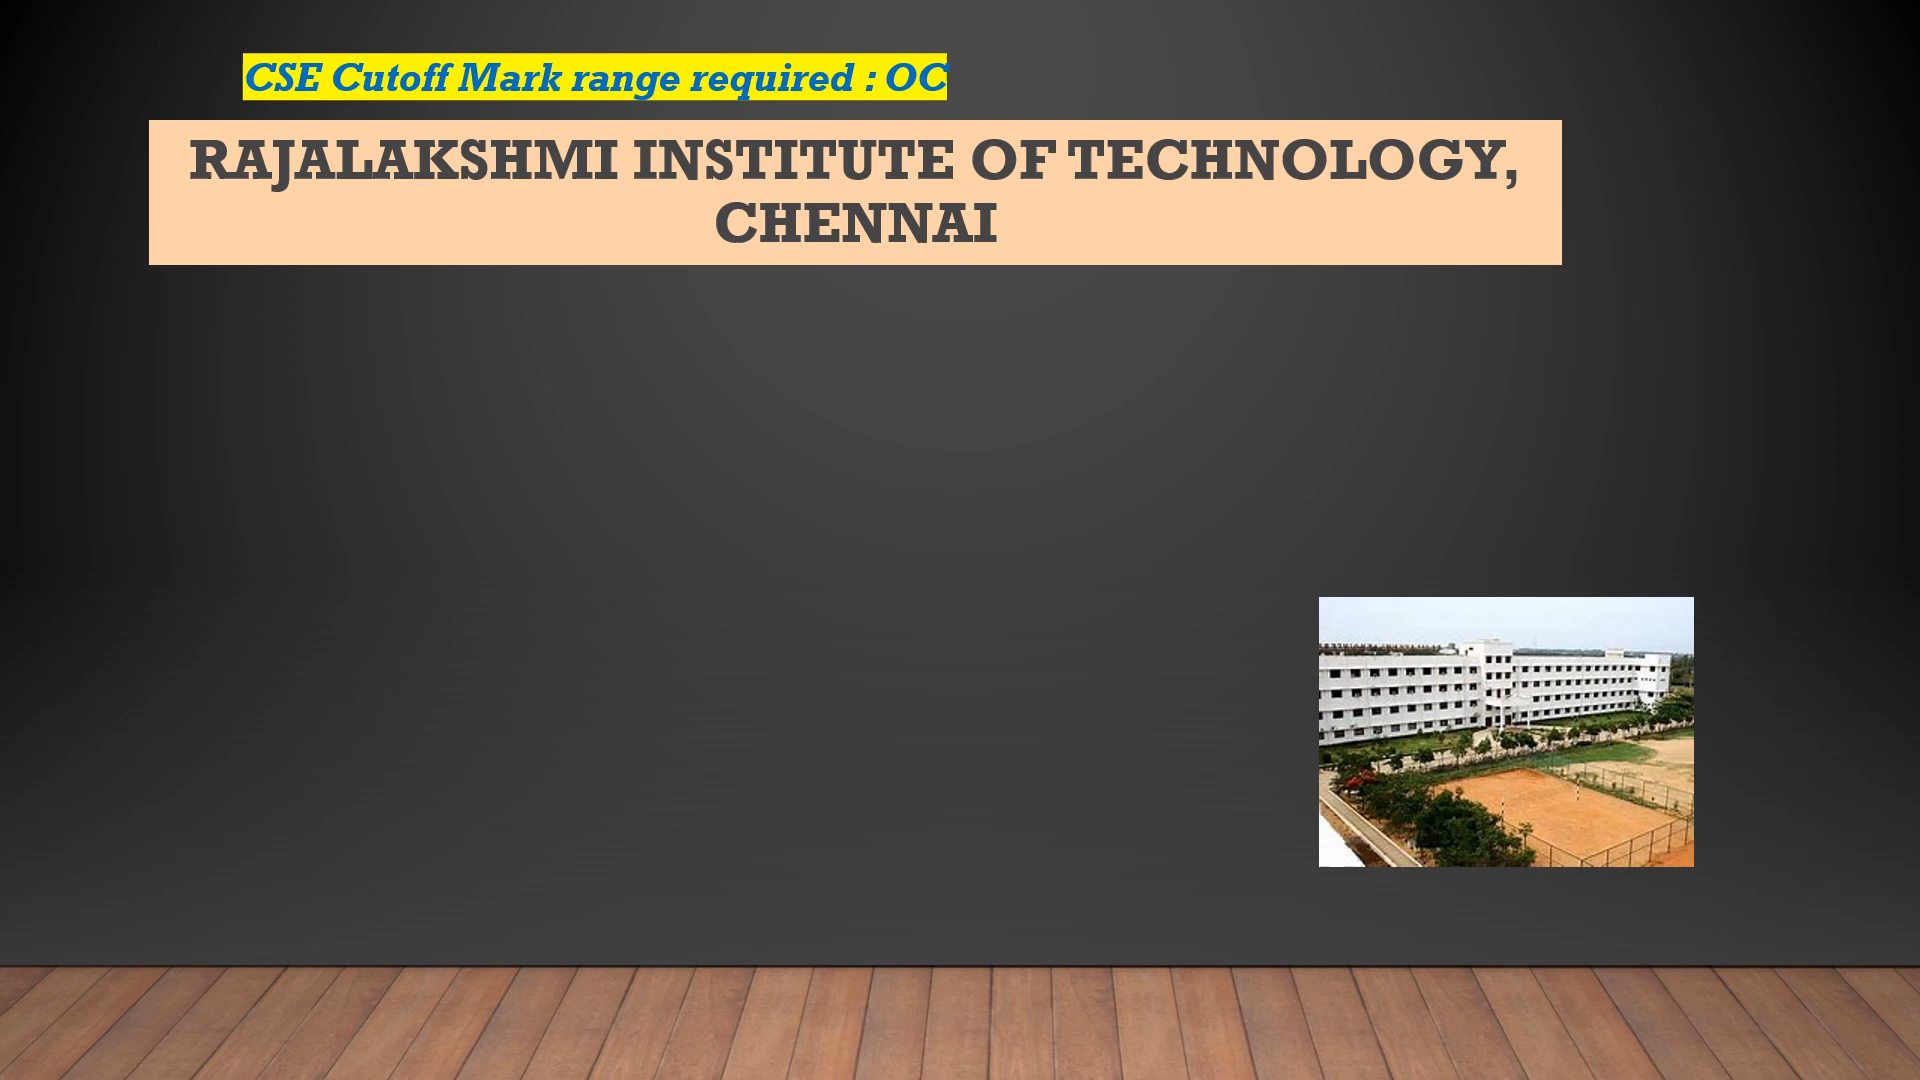 CSE Cutoff Mark range required : OC
RAJALAKSHMI INSTITUTE OF TECHNOLOGY,
CHENNAI